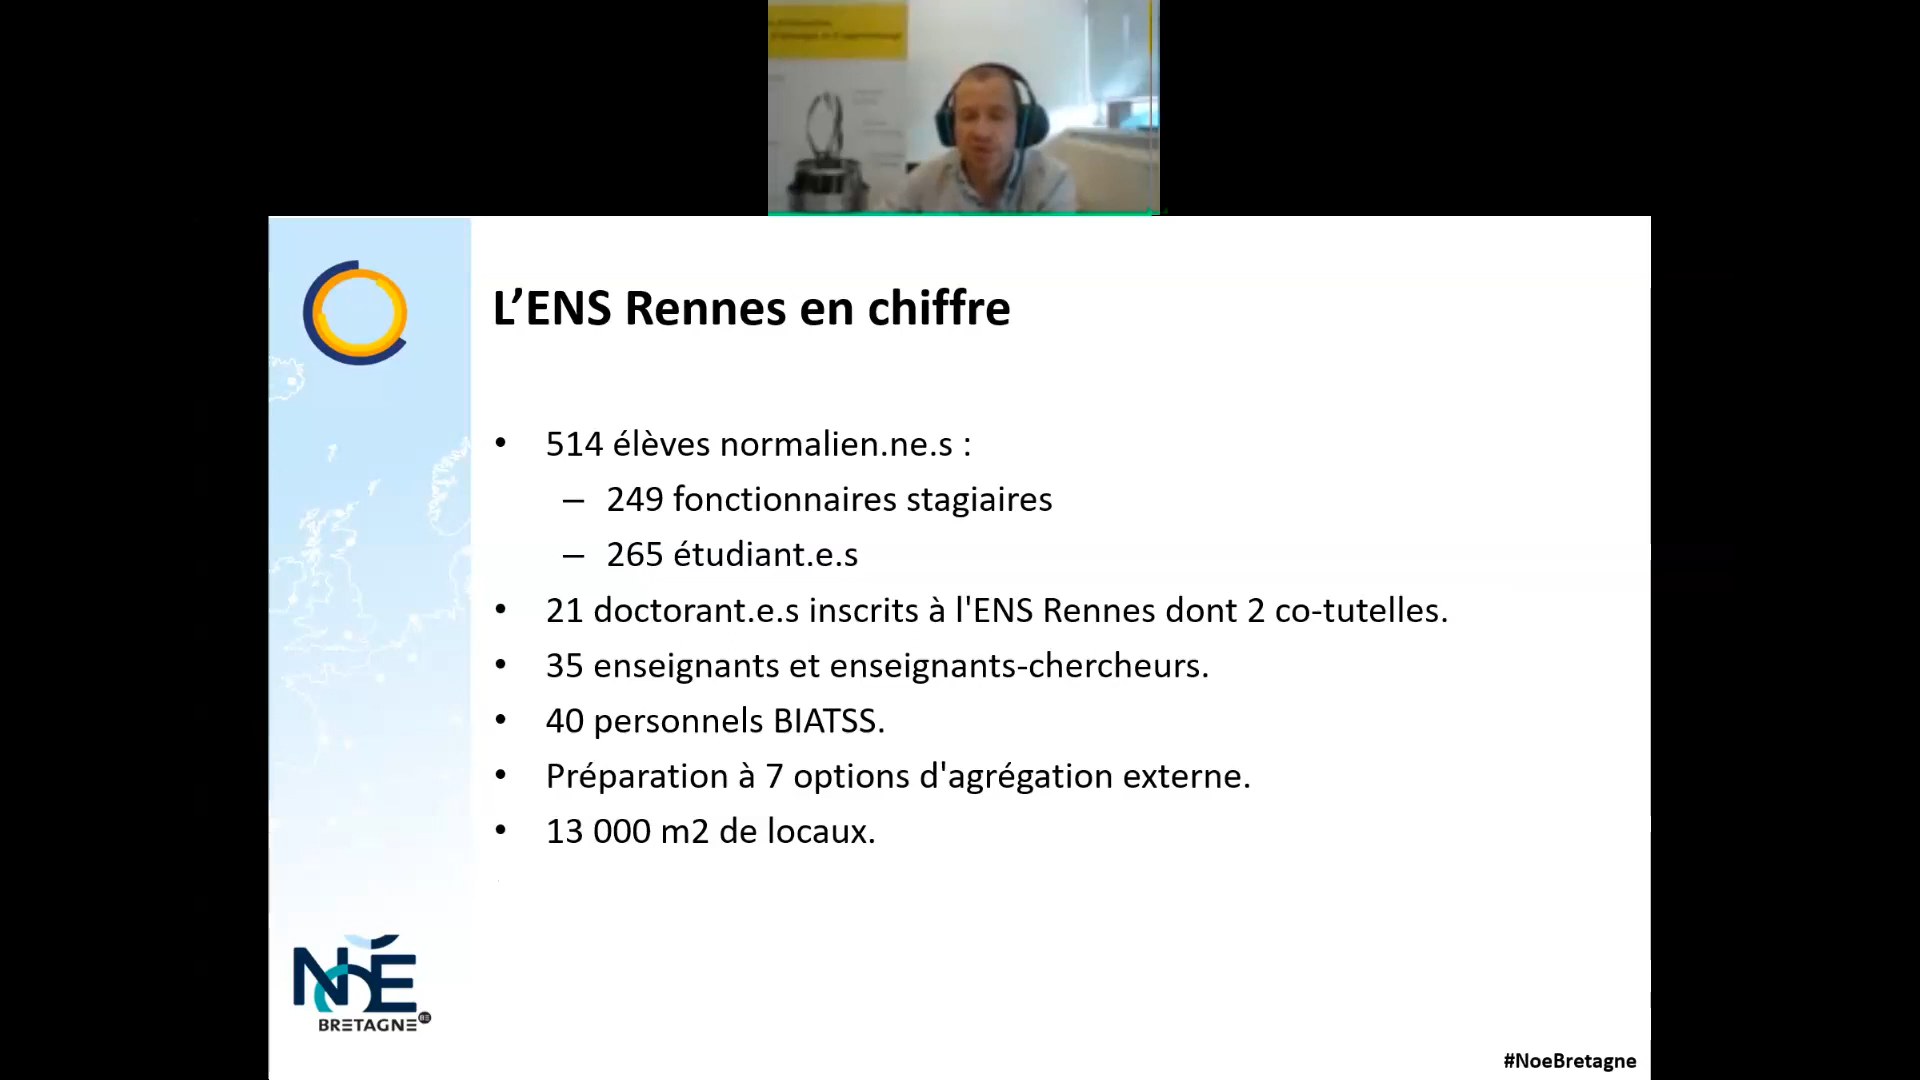 L’ENS Rennes en chiffre
• 514 élèves normalien.ne.s :
– 249 fonctionnaires stagiaires
– 265 étudiant.e.s
• 21 doctorant.e.s inscrits à l'ENS Rennes dont 2 co-tutelles.
• 35 enseignants et enseignants-chercheurs.
• 40 personnels BIATSS.
• Préparation à 7 options d'agrégation externe.
• 13 000 m2 de locaux.
NOÉ
BRETAGNE
#NoeBretagne